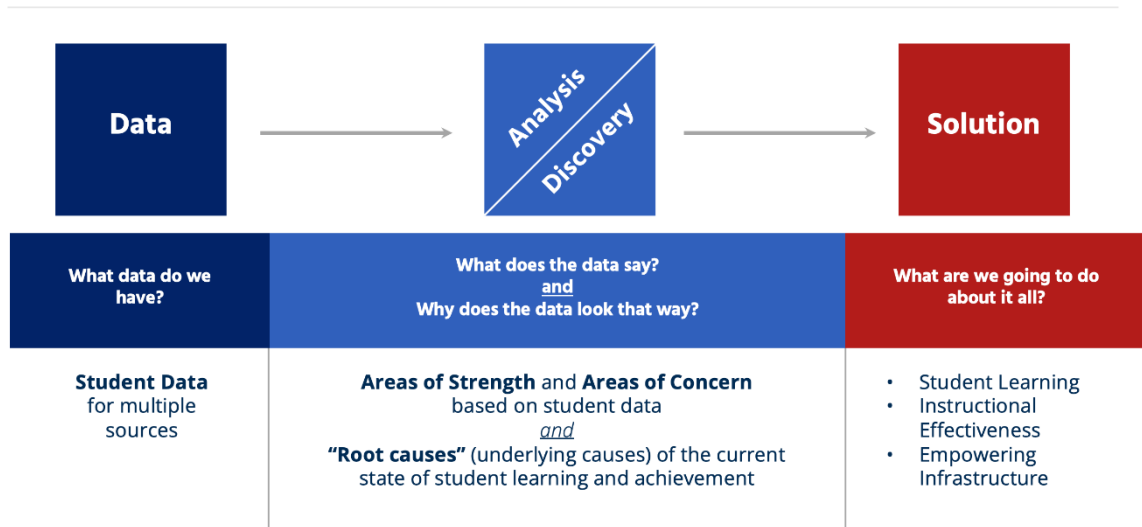 Data
Analysis
Discovery
Solution
What data do we
have?
What does the data say?
and
Why does the data look that way?
What are we going to do
about it all?
Student Data
for multiple
sources
Areas of Strength and Areas of Concern
based on student data
and
“Root causes” (underlying causes) of the current
state of student learning and achievement
• Student Learning
• Instructional
Effectiveness
• Empowering
Infrastructure